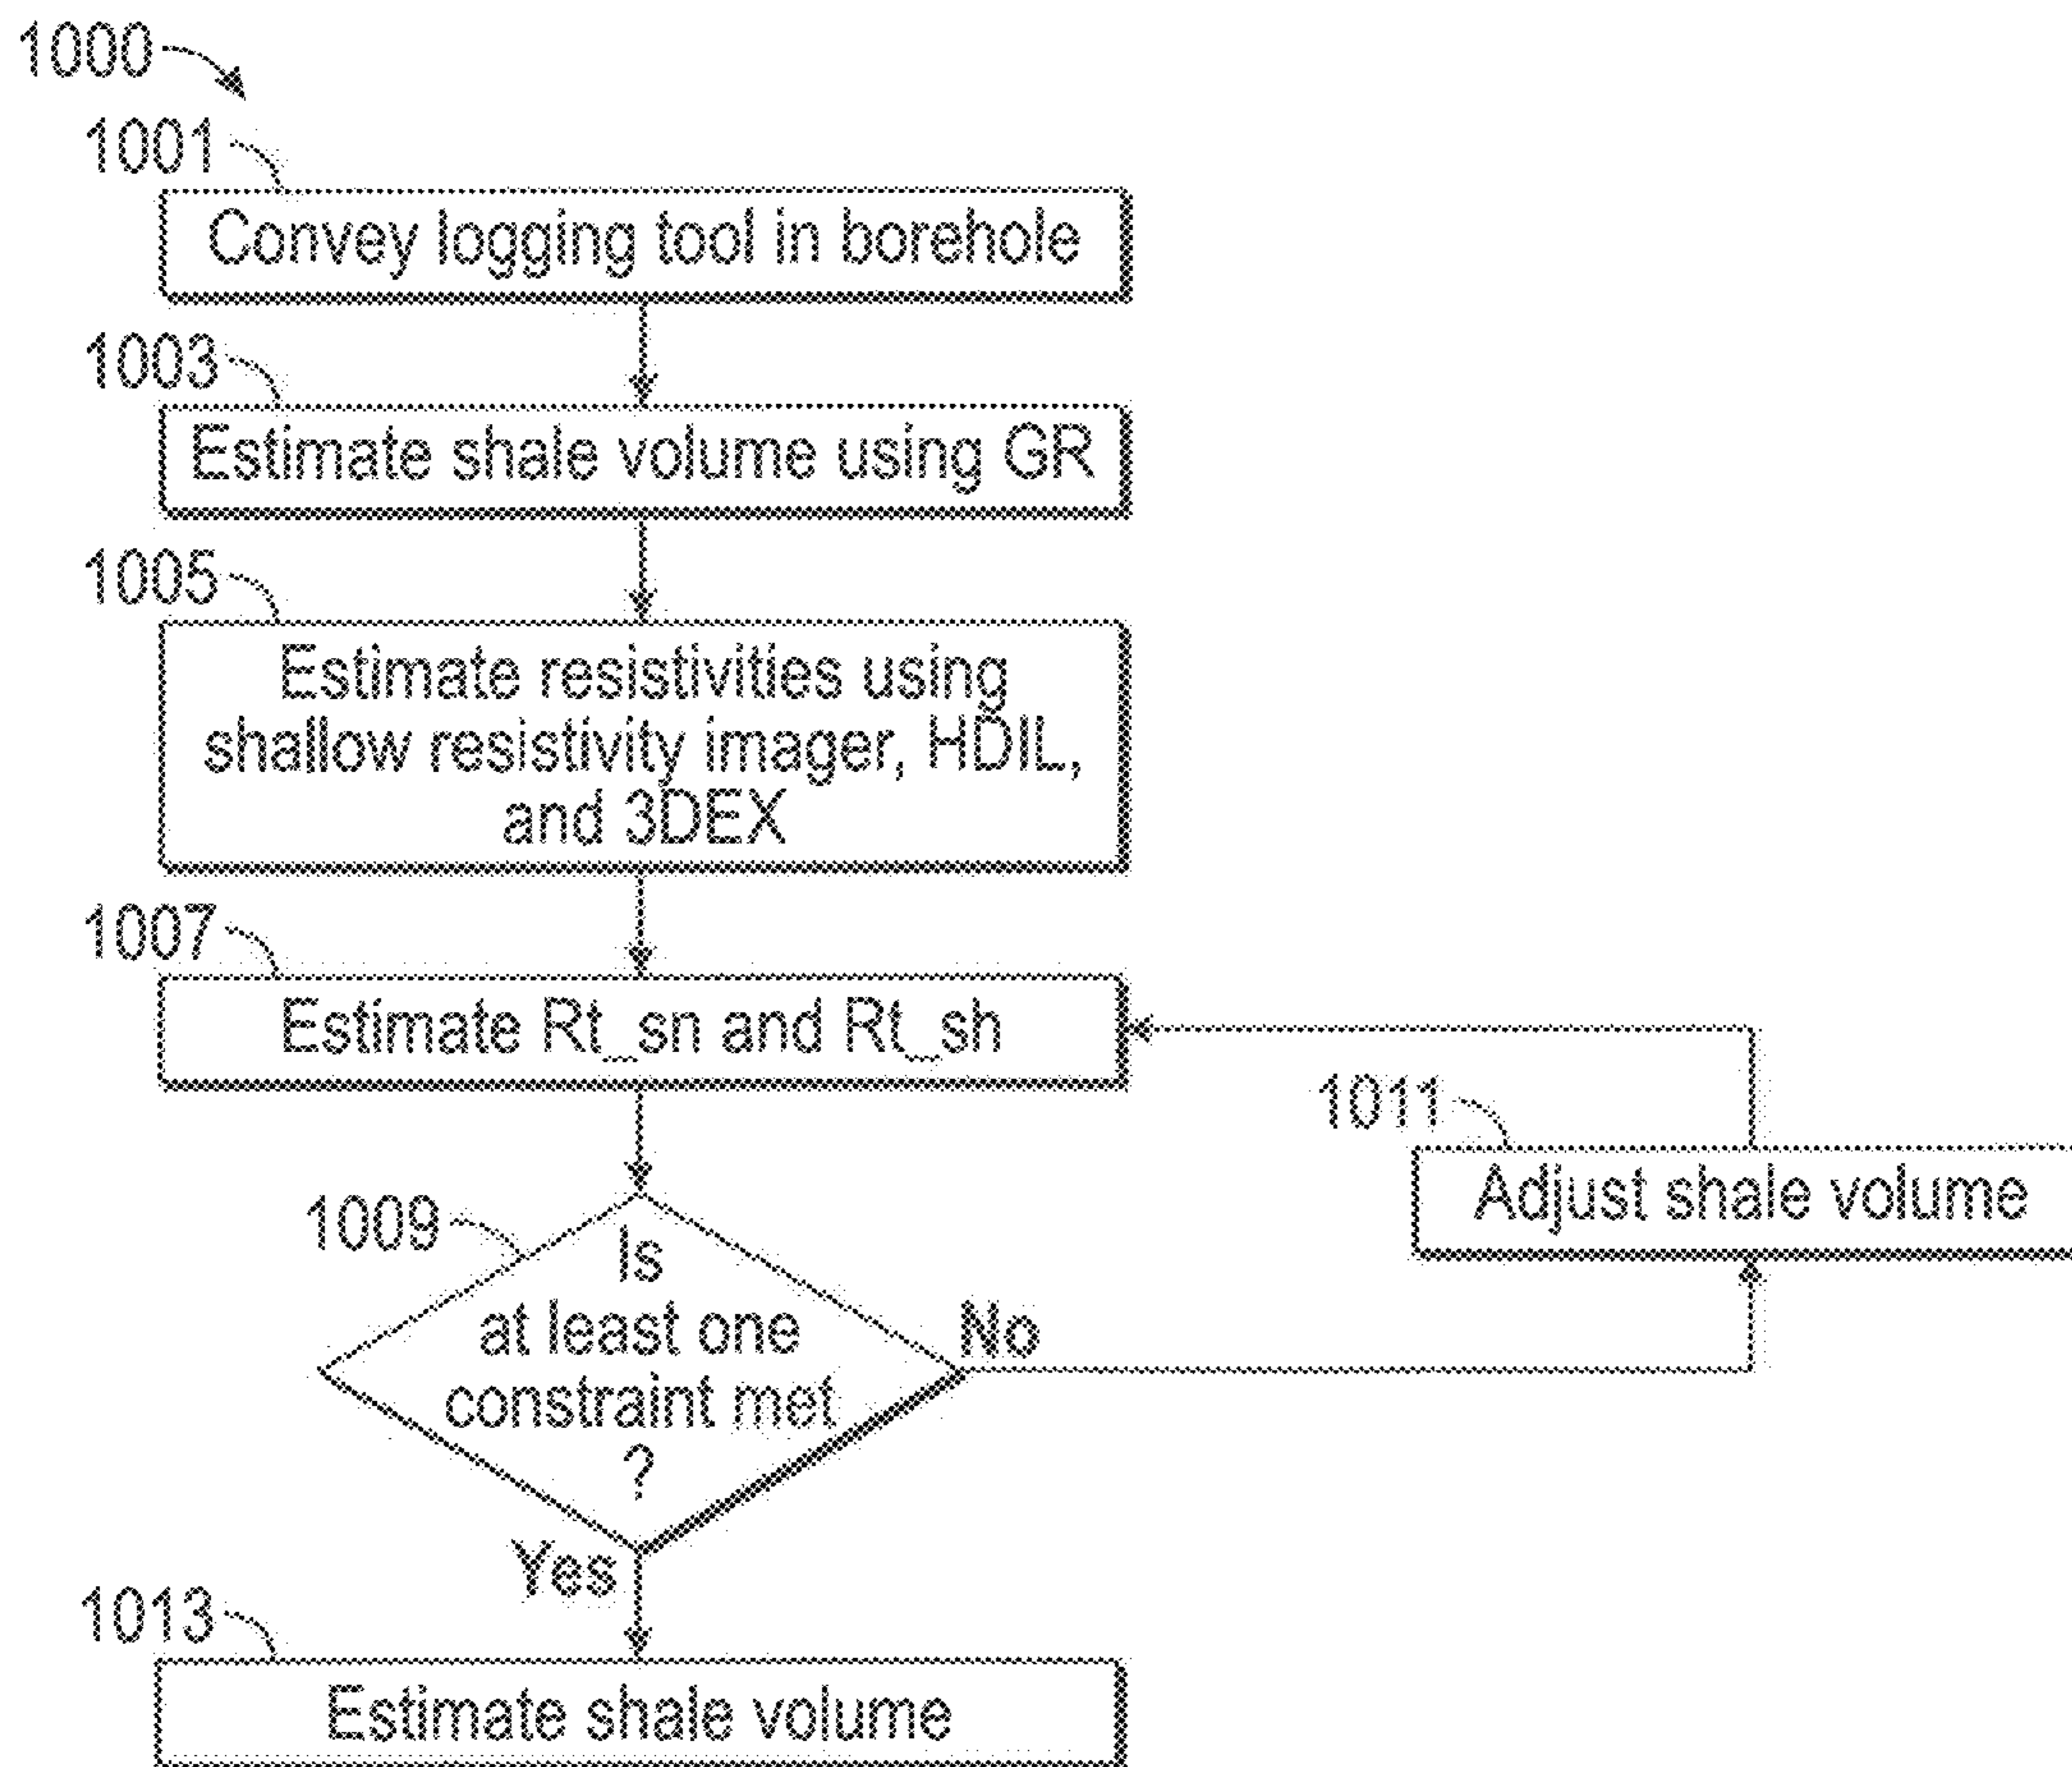 1000
1001
Convey logging tool in borehole
1003
Estimate shale volume using GR
1005
Estimate resistivities using
shallow resistivity imager, HDIL,
and 3DEX
1007
Estimate Rt_sn and Rt_sh
1011
Adjust shale volume
1009
Is
at least one
constraint met
?
No
Yes
1013
Estimate shale volume